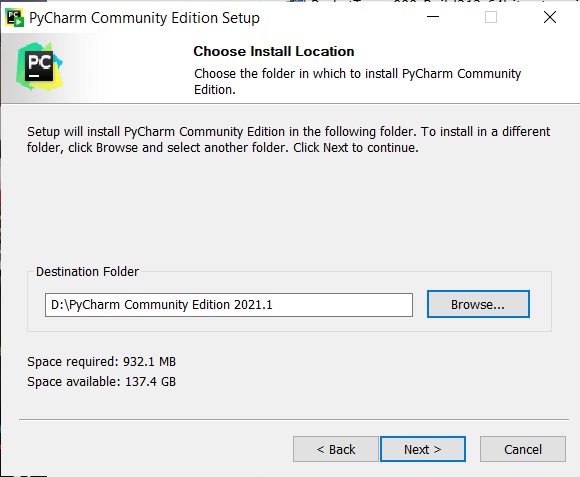 PyCharm Community Edition Setup
PC
Choose Install Location
Choose the folder in which to install PyCharm Community
Edition.
Setup will install PyCharm Community Edition in the following folder. To install in a different
folder, click Browse and select another folder. Click Next to continue.
Destination Folder
D:\PyCharm Community Edition 2021.1
Browse...
Space required: 932.1 MB
Space available: 137.4 GB
< Back
Next >
Cancel